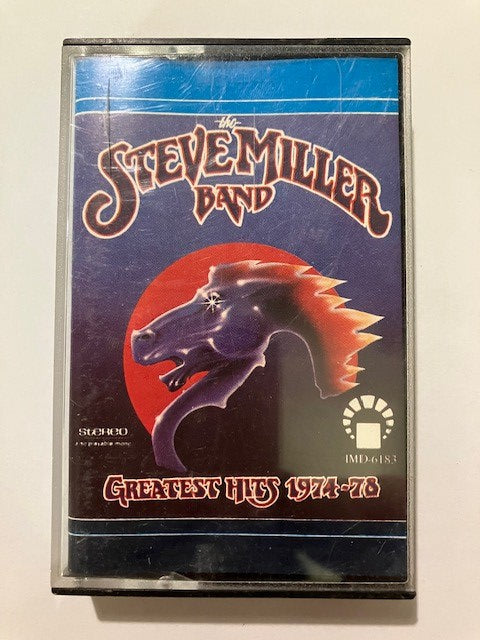 the
STEVE MILLER
BAND
STEREO
IMD-6183
GREATEST HITS 1974-78